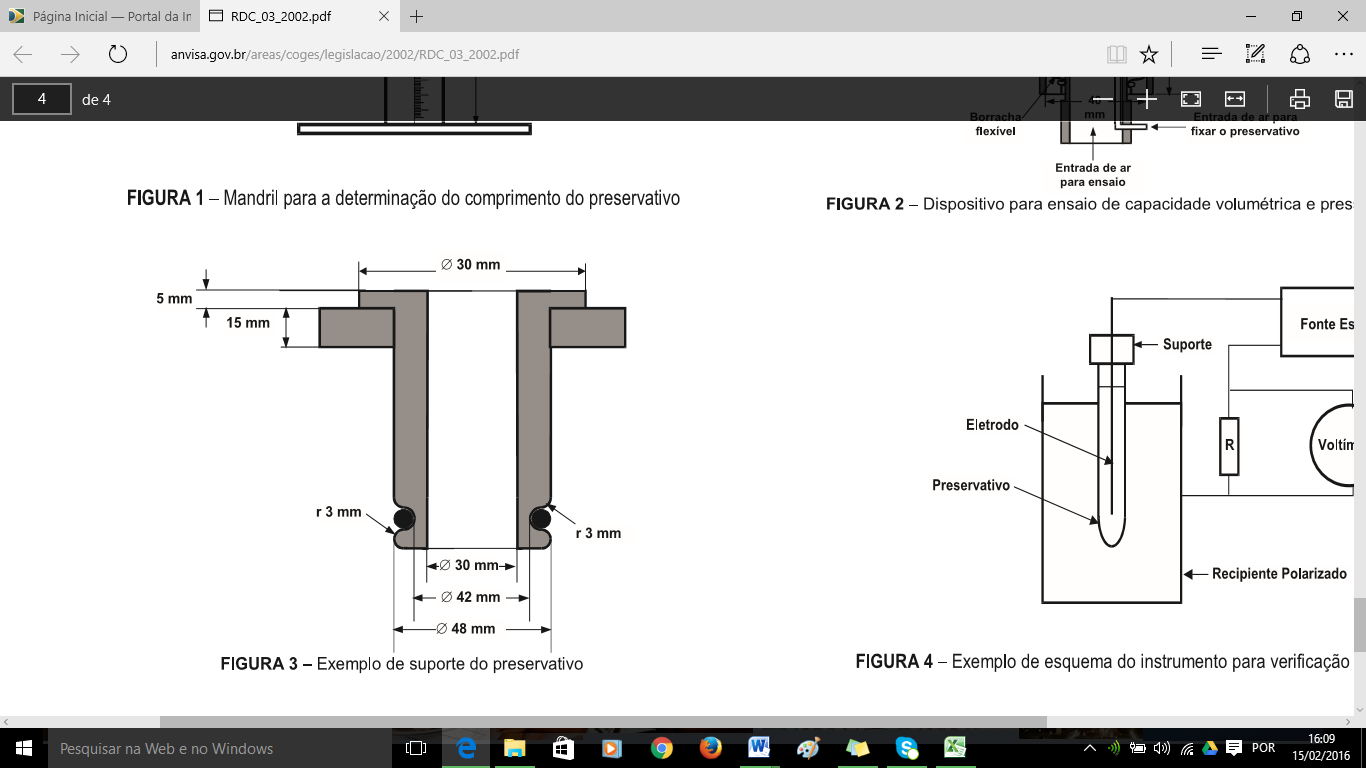 Página Inicial — Portal da In
RDC_03_2002.pdf
anvisa.gov.br/areas/coges/legislacao/2002/RDC_03_2002.pdf
4 de 4
Borracha
flexível
mm
Entrada de ar para
fixar o preservativo
Entrada de ar
para ensaio
FIGURA 1 – Mandril para a determinação do comprimento do preservativo
FIGURA 2 – Dispositivo para ensaio de capacidade volumétrica e pres
∅ 30 mm
5 mm
15 mm
r 3 mm
r 3 mm
∅ 30 mm
∅ 42 mm
∅ 48 mm
FIGURA 3 – Exemplo de suporte do preservativo
Fonte Es
Suporte
Eletrodo
R
Voltím
Preservativo
Recipiente Polarizado
FIGURA 4 – Exemplo de esquema do instrumento para verificação
Pesquisar na Web e no Windows
POR
16:09
15/02/2016